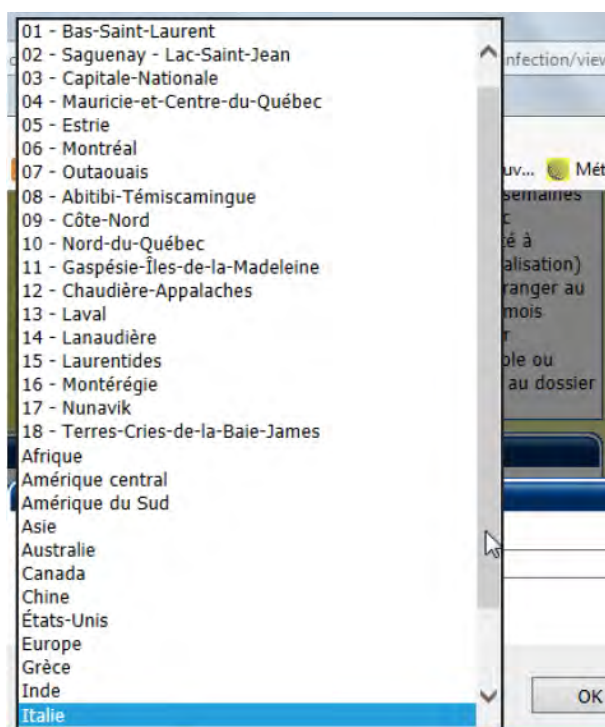 01 - Bas-Saint-Laurent
02 - Saguenay - Lac-Saint-Jean
03 - Capitale-Nationale
04 - Mauricie-et-Centre-du-Québec
05 - Estrie
06 - Montréal
07 - Outaouais
08 - Abitibi-Témiscamingue
09 - Côte-Nord
10 - Nord-du-Québec
11 - Gaspésie-Îles-de-la-Madeleine
12 - Chaudière-Appalaches
13 - Laval
14 - Lanaudière
15 - Laurentides
16 - Montérégie
17 - Nunavik
18 - Terres-Cries-de-la-Baie-James
Afrique
Amérique central
Amérique du Sud
Asie
Australie
Canada
Chine
États-Unis
Europe
Grèce
Inde
Italie
nfection/view
uv... Mét
semaines
té à
alisation)
ranger au
mois
r
ble ou
au dossier
OK